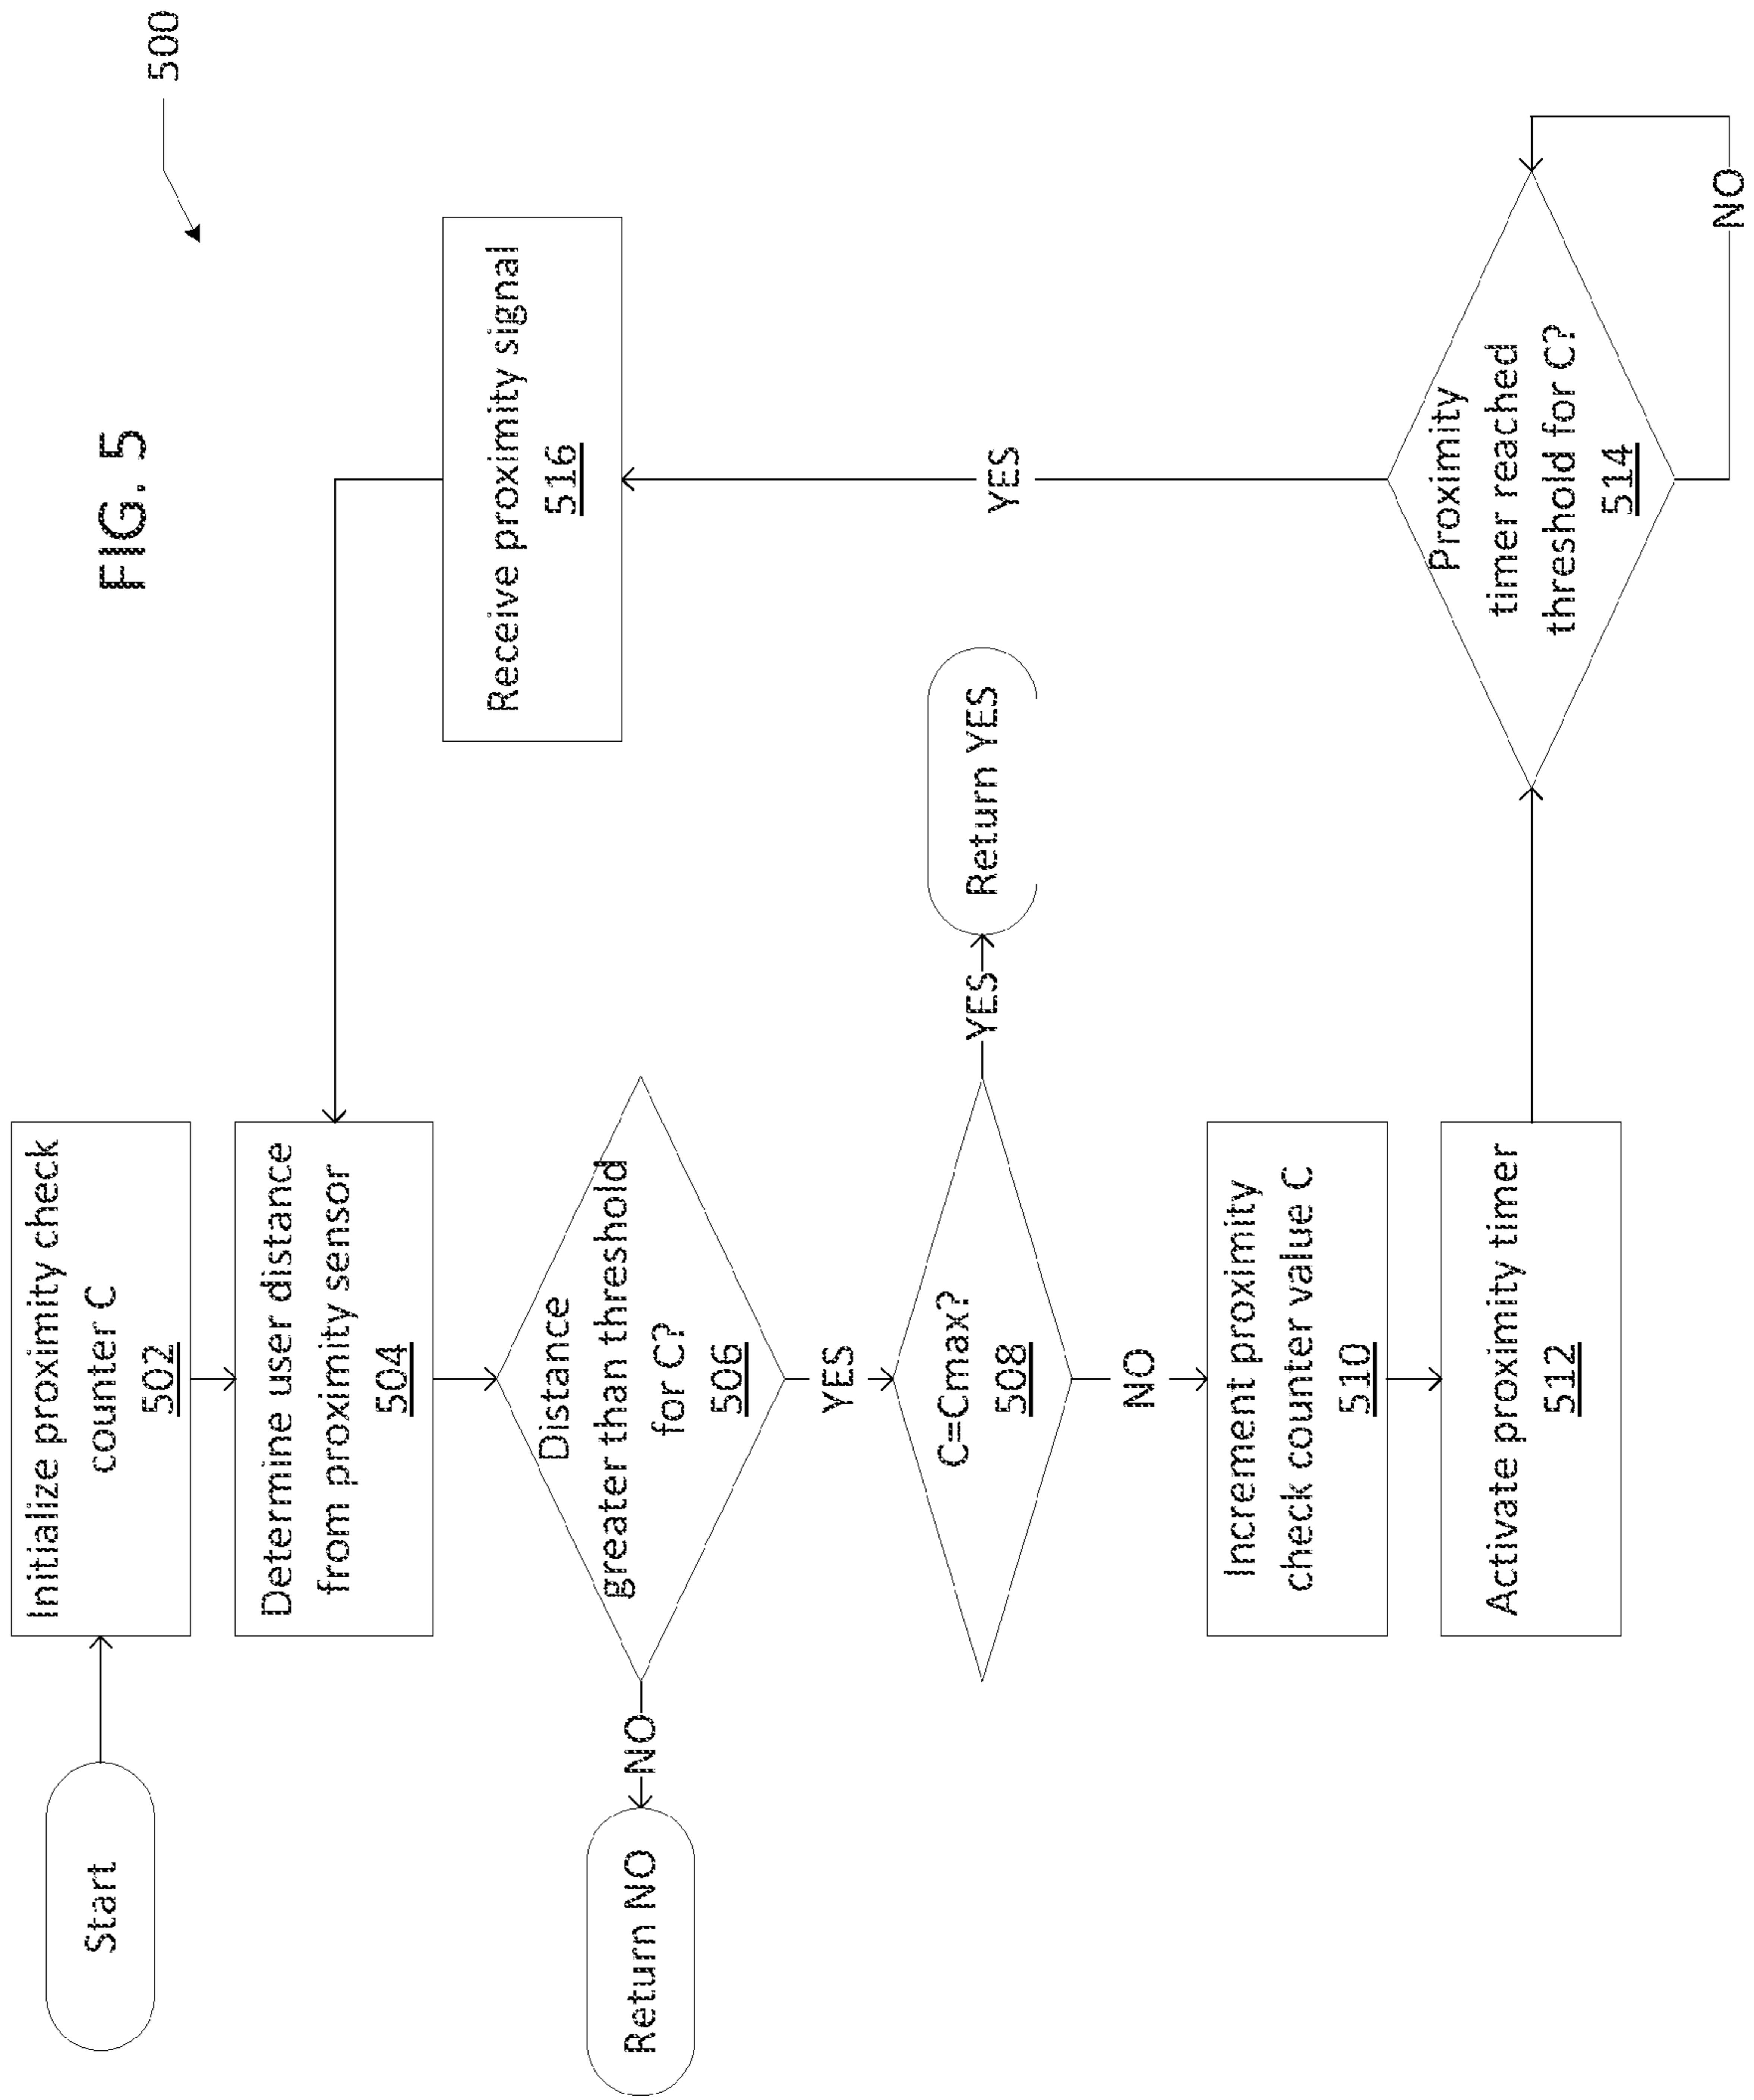 FIG. 5
500
Start
Initialize proximity check
counter C
502
Determine user distance
from proximity sensor
504
Distance
greater than threshold
for C?
506
NO
Return NO
YES
C=Cmax?
508
YES
Return YES
NO
Increment proximity
check counter value C
510
Activate proximity timer
512
Proximity
timer reached
threshold for C?
514
NO
YES
Receive proximity signal
516